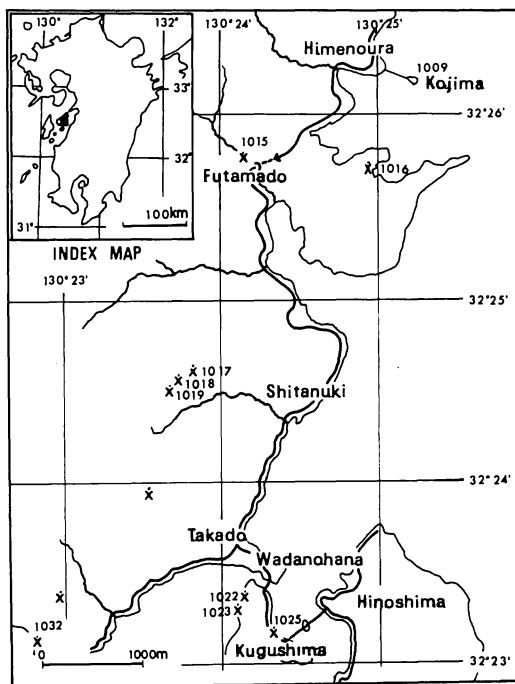 130°
132°
33°
32°
31°
100km
INDEX MAP
130°23'
130°24'
130°25'
Himenoura
1009
Kojima
32°26'
1015
1016
Futamado
32°25'
1017
1018
1019
Shitanuki
32°24'
Takado
Wadanohana
1022
1023
1025
Hinoshima
1032
Kugushima
32°23'
0
1000m